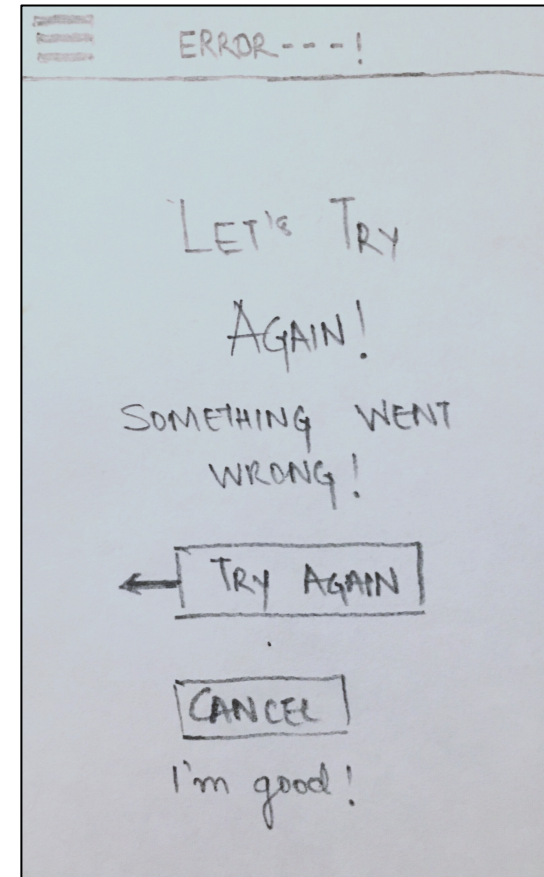 ERROR---!
LET'S TRY
AGAIN!
SOMETHING WENT
WRONG!
TRY AGAIN
CANCEL
I'm good!